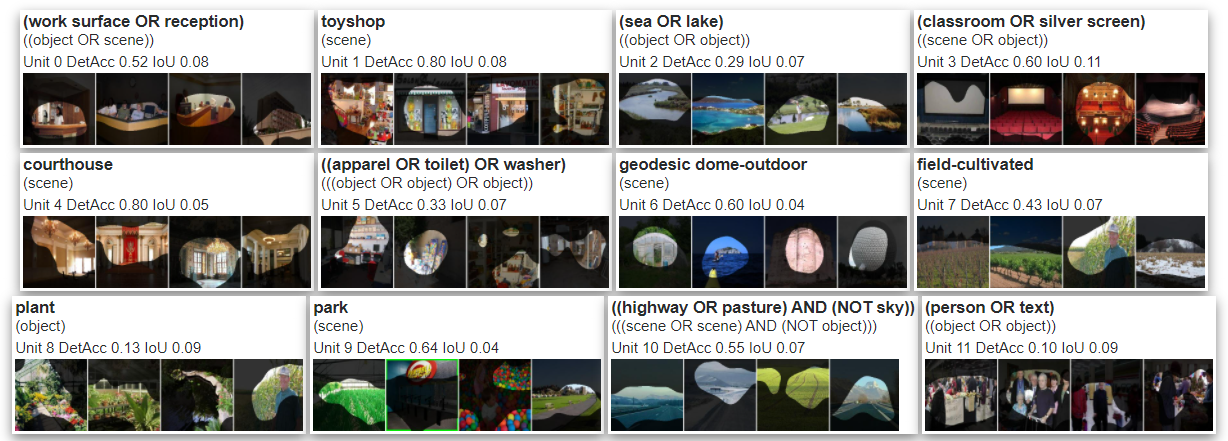 (work surface OR reception)
((object OR scene))
Unit 0 DetAcc 0.52 IoU 0.08
toyshop
(scene)
Unit 1 DetAcc 0.80 IoU 0.08
(sea OR lake)
((object OR object))
Unit 2 DetAcc 0.29 IoU 0.07
(classroom OR silver screen)
((scene OR object))
Unit 3 DetAcc 0.60 IoU 0.11
courthouse
(scene)
Unit 4 DetAcc 0.80 IoU 0.05
((apparel OR toilet) OR washer)
(((object OR object) OR object))
Unit 5 DetAcc 0.33 IoU 0.07
geodesic dome-outdoor
(scene)
Unit 6 DetAcc 0.60 IoU 0.04
field-cultivated
(scene)
Unit 7 DetAcc 0.43 IoU 0.07
plant
(object)
Unit 8 DetAcc 0.13 IoU 0.09
park
(scene)
Unit 9 DetAcc 0.64 IoU 0.04
((highway OR pasture) AND (NOT sky))
(((scene OR scene) AND (NOT object)))
Unit 10 DetAcc 0.55 IoU 0.07
(person OR text)
((object OR object))
Unit 11 DetAcc 0.10 IoU 0.09